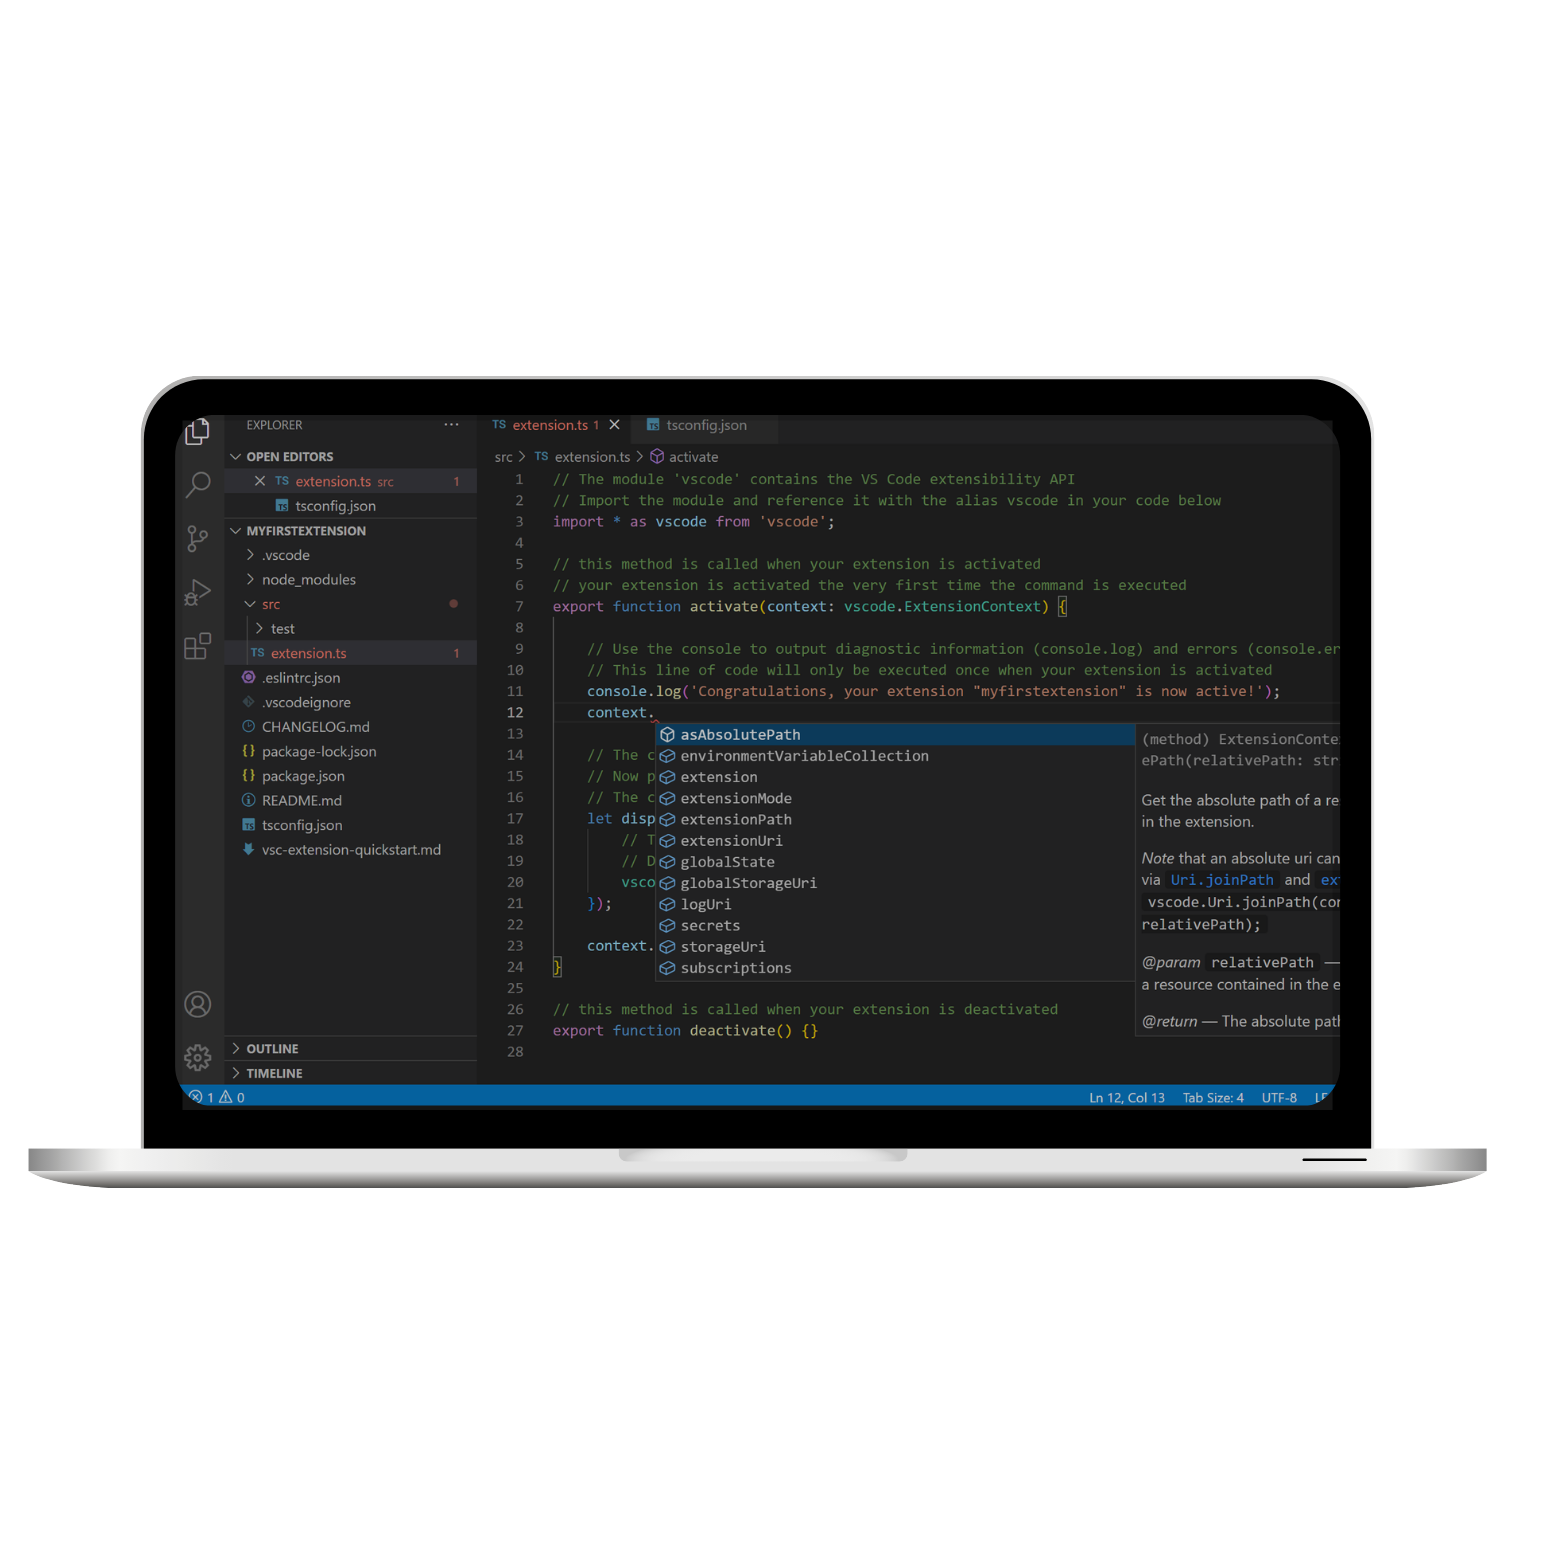 EXPLORER
OPEN EDITORS
TS extension.ts src 1
TS tsconfig.json
MYFIRSTEXTENSION
.vscode
node_modules
src
test
TS extension.ts 1
.eslintrc.json
.vscodeignore
CHANGELOG.md
{} package-lock.json
{} package.json
README.md
TS tsconfig.json
vsc-extension-quickstart.md
OUTLINE
TIMELINE
TS extension.ts 1
TS tsconfig.json
src > TS extension.ts > activate
1 // The module 'vscode' contains the VS Code extensibility API
2 // Import the module and reference it with the alias vscode in your code below
3 import * as vscode from 'vscode';
4
5 // this method is called when your extension is activated
6 // your extension is activated the very first time the command is executed
7 export function activate(context: vscode.ExtensionContext) {
8
9 // Use the console to output diagnostic information (console.log) and errors (console.er
10 // This line of code will only be executed once when your extension is activated
11 console.log('Congratulations, your extension "myfirstextension" is now active!');
12 context.
13
14 // The c
15 // Now p
16 // The c
17 let disp
18 // T
19 // D
20 vsco
21 });
22
23 context.
24 }
25
26 // this method is called when your extension is deactivated
27 export function deactivate() {}
28
asAbsolutePath
environmentVariableCollection
extension
extensionMode
extensionPath
extensionUri
globalState
globalStorageUri
logUri
secrets
storageUri
subscriptions
(method) ExtensionConte
ePath(relativePath: str
Get the absolute path of a re
in the extension.
Note that an absolute uri can
via Uri.joinPath and ex
vscode.Uri.joinPath(con
relativePath);
@param relativePath —
a resource contained in the e
@return — The absolute path
1 0
Ln 12, Col 13 Tab Size: 4 UTF-8 LF